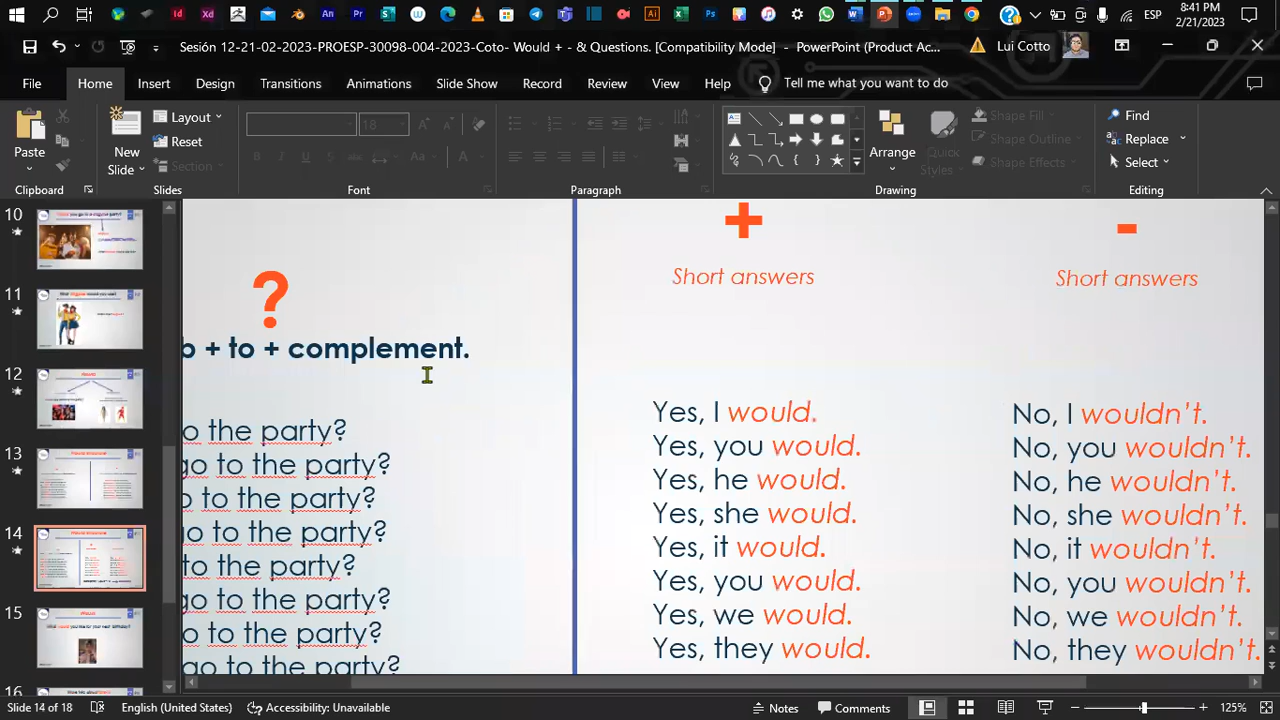 8:41 PM
ESP
2/21/2023
Sesión 12-21-02-2023-PROESP-30098-004-2023-Coto- Would + - & Questions. [Compatibility Mode] - PowerPoint (Product Ac...
Lui Cotto
File Home Insert Design Transitions Animations Slide Show Record Review View Help Tell me what you want to do
Paste
New Slide
Layout
Reset
Section
18
Arrange
Quick Styles
Shape Fill
Shape Outline
Shape Effects
Find
Replace
Select
Clipboard Slides Font Paragraph Drawing Editing
10
11
12
13
14
15
16
?
+ to + complement.
o the party?
go to the party?
o to the party?
go to the party?
to the party?
go to the party?
o to the party?
go to the party?
+
Short answers
Yes, I would.
Yes, you would.
Yes, he would.
Yes, she would.
Yes, it would.
Yes, you would.
Yes, we would.
Yes, they would.
-
Short answers
No, I wouldn't.
No, you wouldn't.
No, he wouldn't.
No, she wouldn't.
No, it wouldn't.
No, you wouldn't.
No, we wouldn't.
No, they wouldn't.
Slide 14 of 18 English (United States) Accessibility: Unavailable Notes Comments 125%